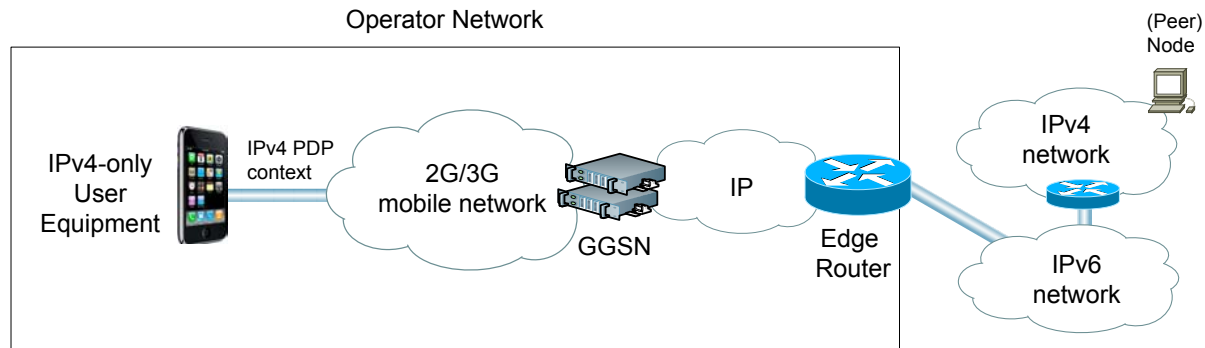 Operator Network
(Peer)
Node
IPv4-only
User
Equipment
IPv4 PDP
context
2G/3G
mobile network
GGSN
IP
Edge
Router
IPv4
network
IPv6
network